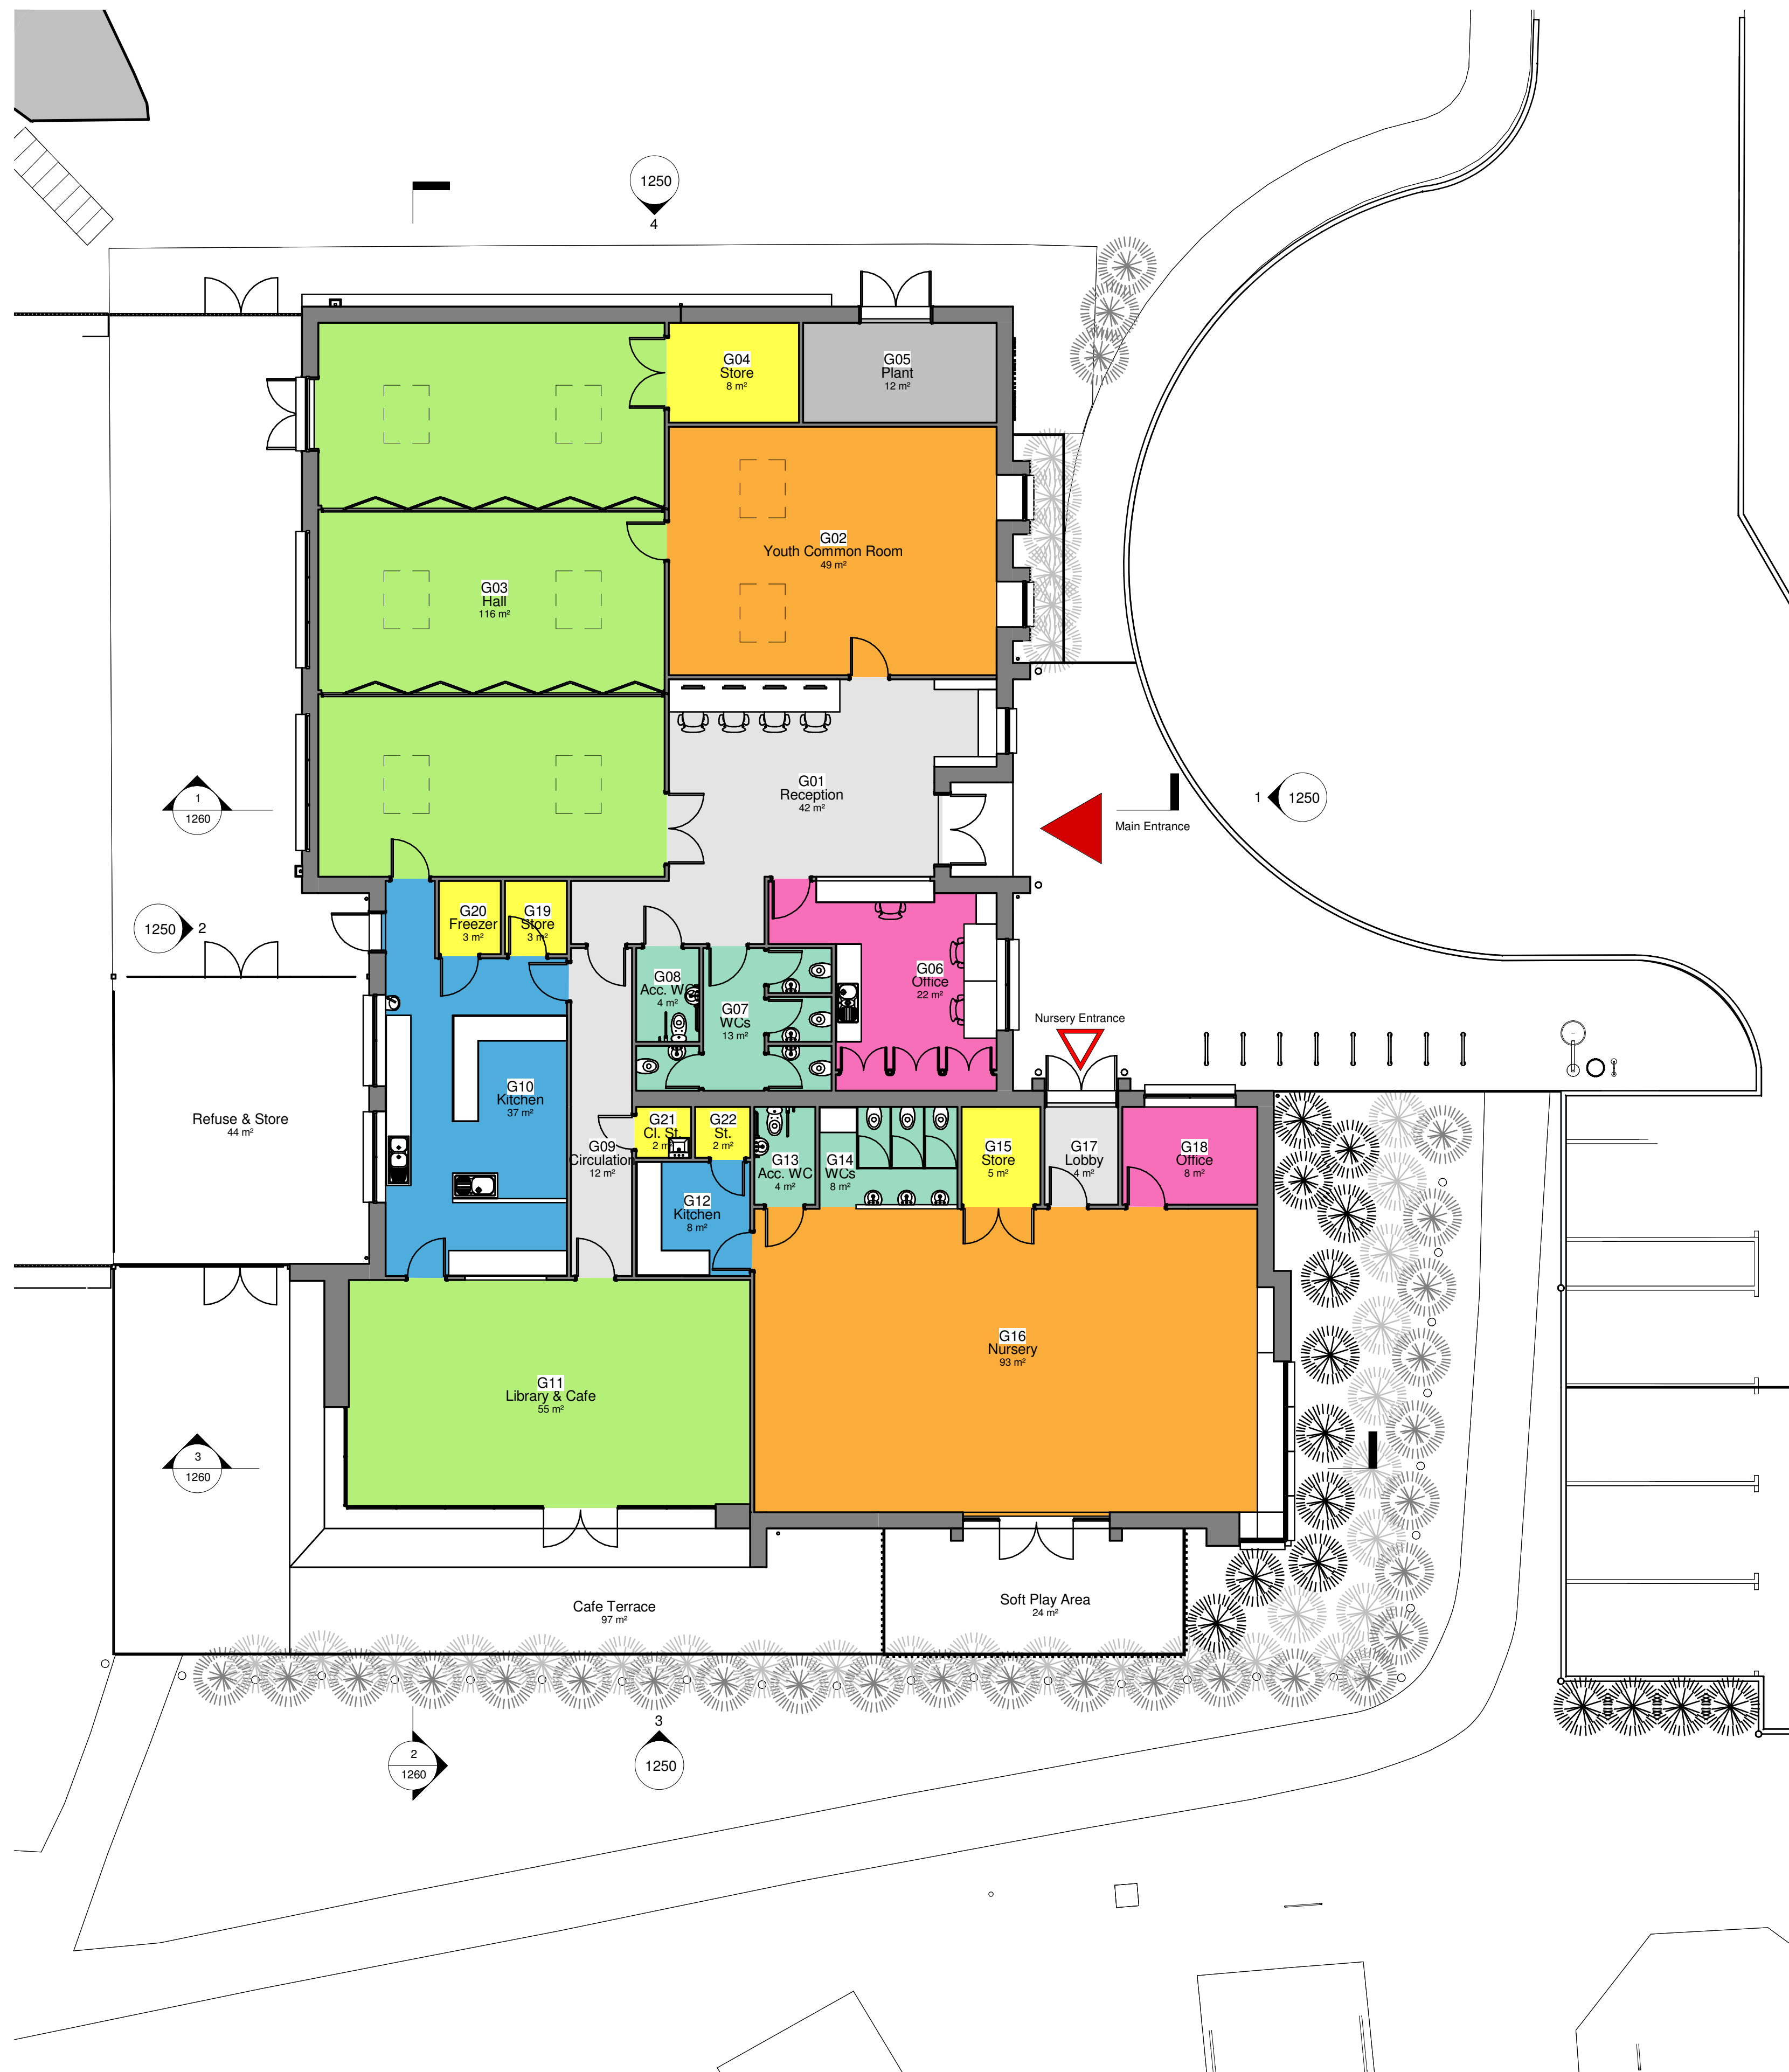 1250
4
G04
Store
8 m²
G05
Plant
12 m²
G02
Youth Common Room
49 m²
G03
Hall
116 m²
G01
Reception
42 m²
1
1260
1
1250
Main Entrance
1250
2
G20
Freezer
3 m²
G19
Store
3 m²
G08
Acc. WC
4 m²
G07
WCs
13 m²
G06
Office
22 m²
Nursery Entrance
Refuse & Store
44 m²
G10
Kitchen
37 m²
G09
Circulation
12 m²
G21
Cl. St.
2 m²
G22
St.
2 m²
G13
Acc. WC
4 m²
G14
WCs
8 m²
G15
Store
5 m²
G17
Lobby
4 m²
G18
Office
8 m²
G12
Kitchen
8 m²
G16
Nursery
93 m²
G11
Library & Cafe
55 m²
3
1260
Cafe Terrace
97 m²
Soft Play Area
24 m²
2
1260
3
1250